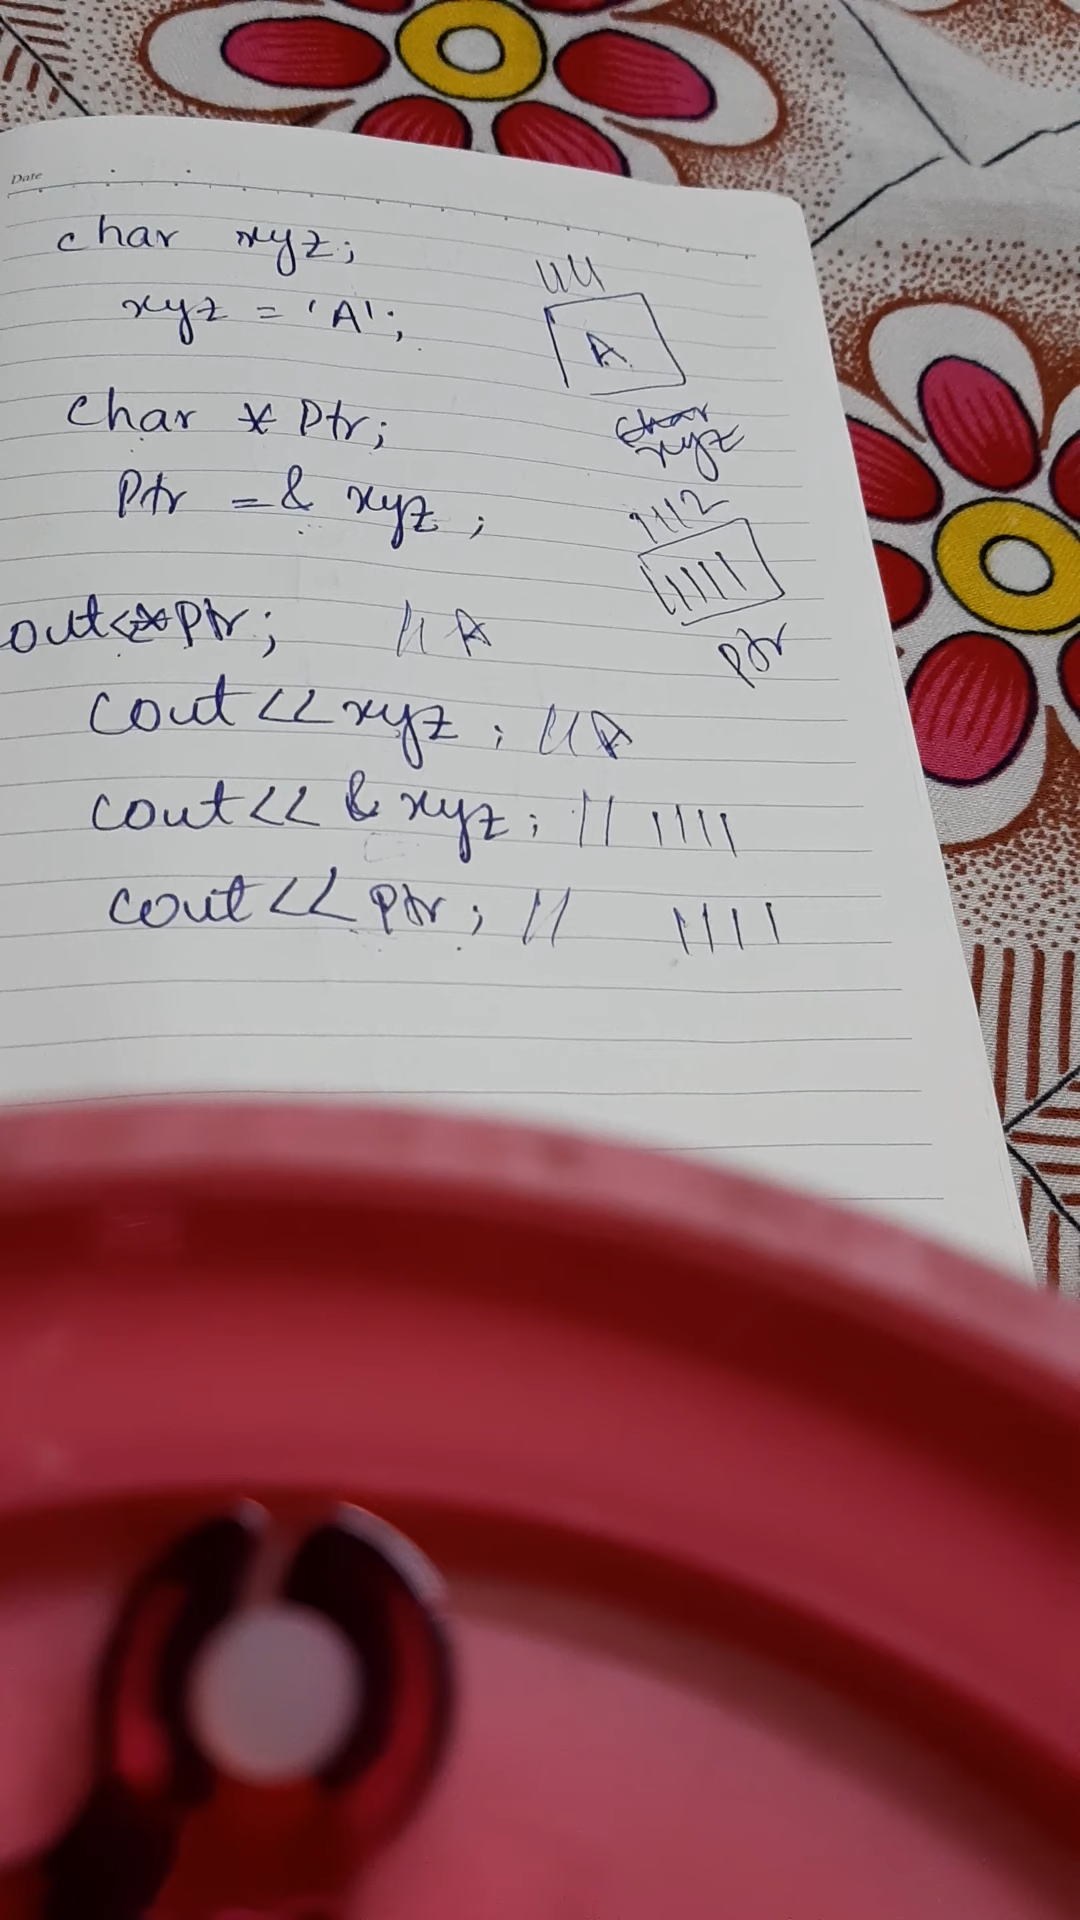 Date
char xyz;
xyz = 'A';
1111
A
char * Ptr;
char
xyz
Ptr = & xyz;
1112
1111
ptr
out<<*Ptr; // A
cout << xyz; // A
cout << & xyz; // 1111
cout << Ptr; // 1111